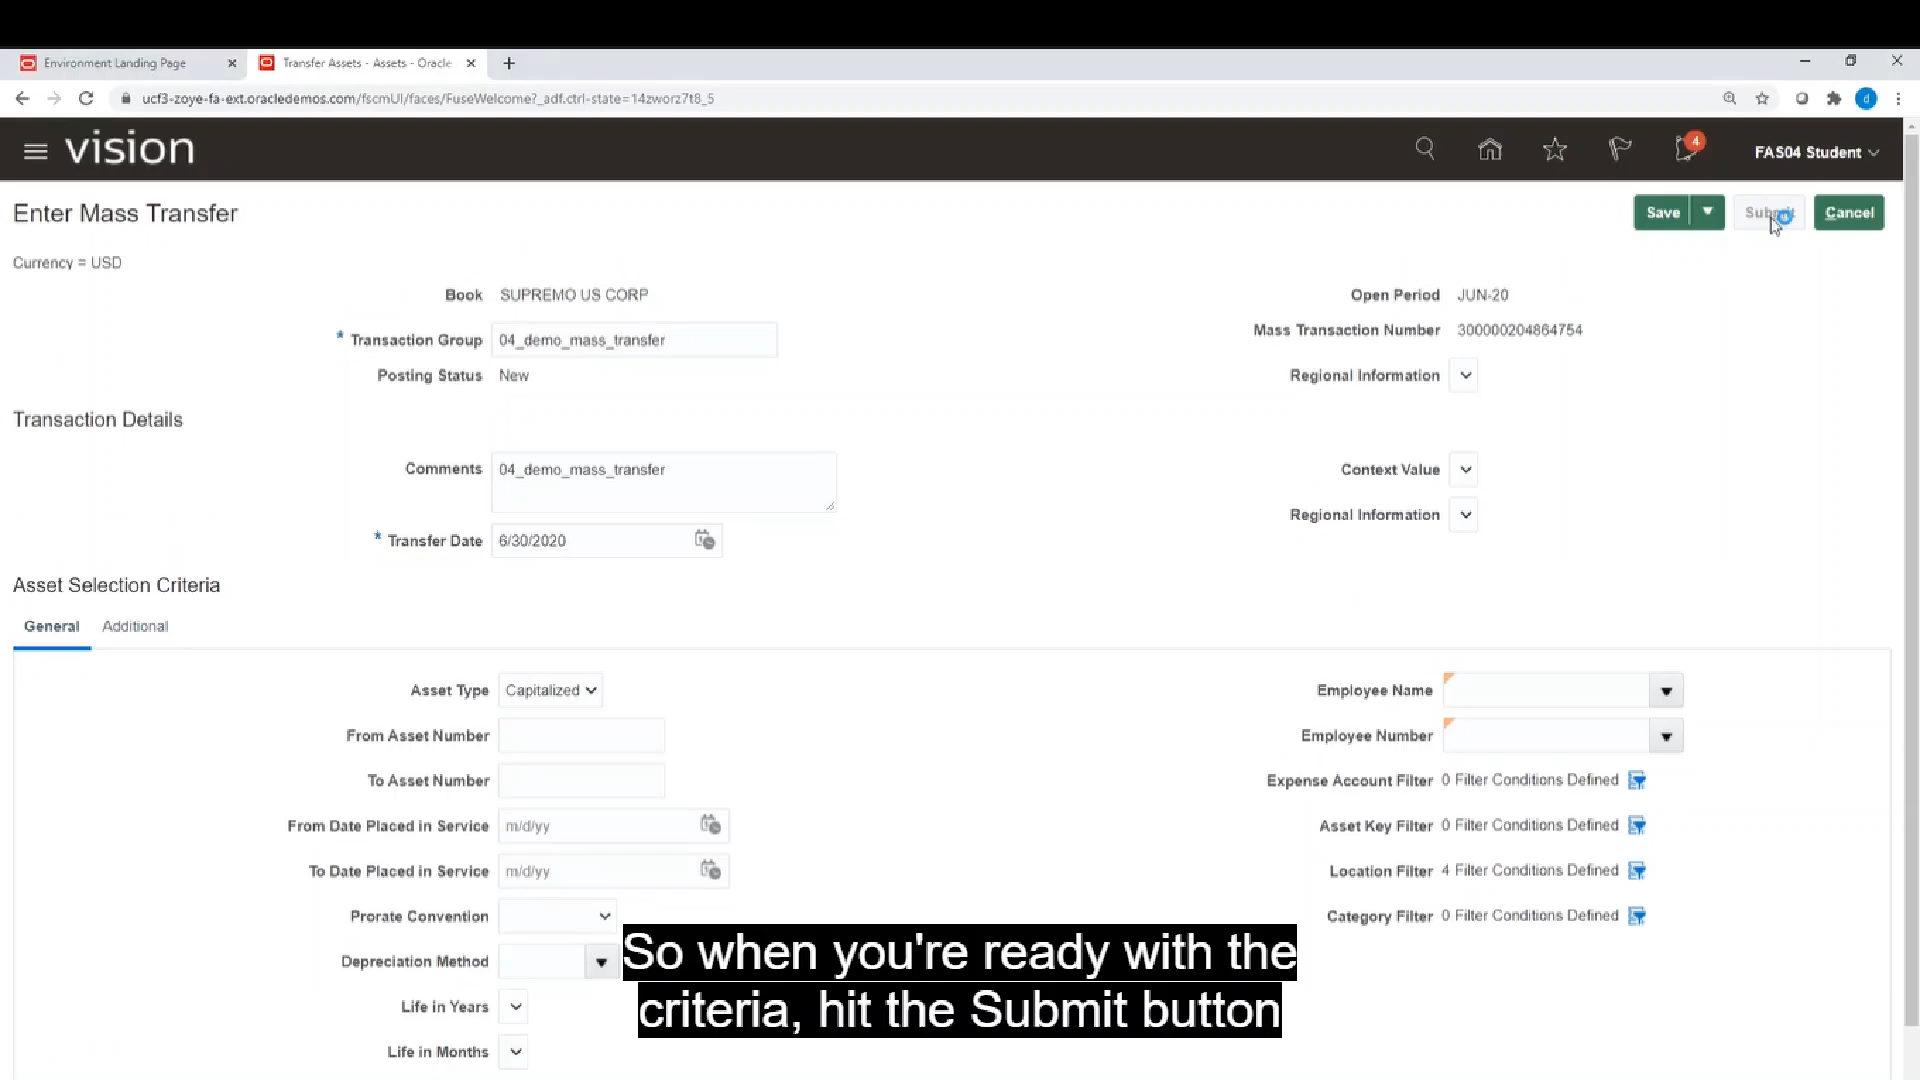 Environment Landing Page
Transfer Assets - Assets - Oracle
ucf3-zoye-fa-ext.oracledemos.com/fscmUI/faces/FuseWelcome?_adf.ctrl-state=14zworz7t8_5
d
vision
4
FAS04 Student
Enter Mass Transfer
Save
Submit
Cancel
Currency = USD
Book SUPREMO US CORP
Open Period JUN-20
* Transaction Group 04_demo_mass_transfer
Mass Transaction Number 300000204864754
Posting Status New
Regional Information
Transaction Details
Comments 04_demo_mass_transfer
Context Value
Regional Information
* Transfer Date 6/30/2020
Asset Selection Criteria
General Additional
Asset Type Capitalized
Employee Name
From Asset Number
Employee Number
To Asset Number
Expense Account Filter 0 Filter Conditions Defined
From Date Placed in Service m/d/yy
Asset Key Filter 0 Filter Conditions Defined
To Date Placed in Service m/d/yy
Location Filter 4 Filter Conditions Defined
Prorate Convention
Category Filter 0 Filter Conditions Defined
Depreciation Method
Life in Years
Life in Months
So when you're ready with the
criteria, hit the Submit button